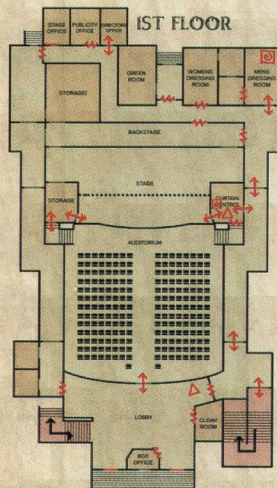 1ST FLOOR
STAGE
OFFICE
PUBLICITY
OFFICE
DIRECTORS
OFFICE
GREEN
ROOM
WOMENS
DRESSING
ROOM
MENS
DRESSING
ROOM
STORAGE
BACKSTAGE
STAGE
STORAGE
CURTAIN
CONTROL
AUDITORIUM
LOBBY
CLOAK
ROOM
BOX
OFFICE